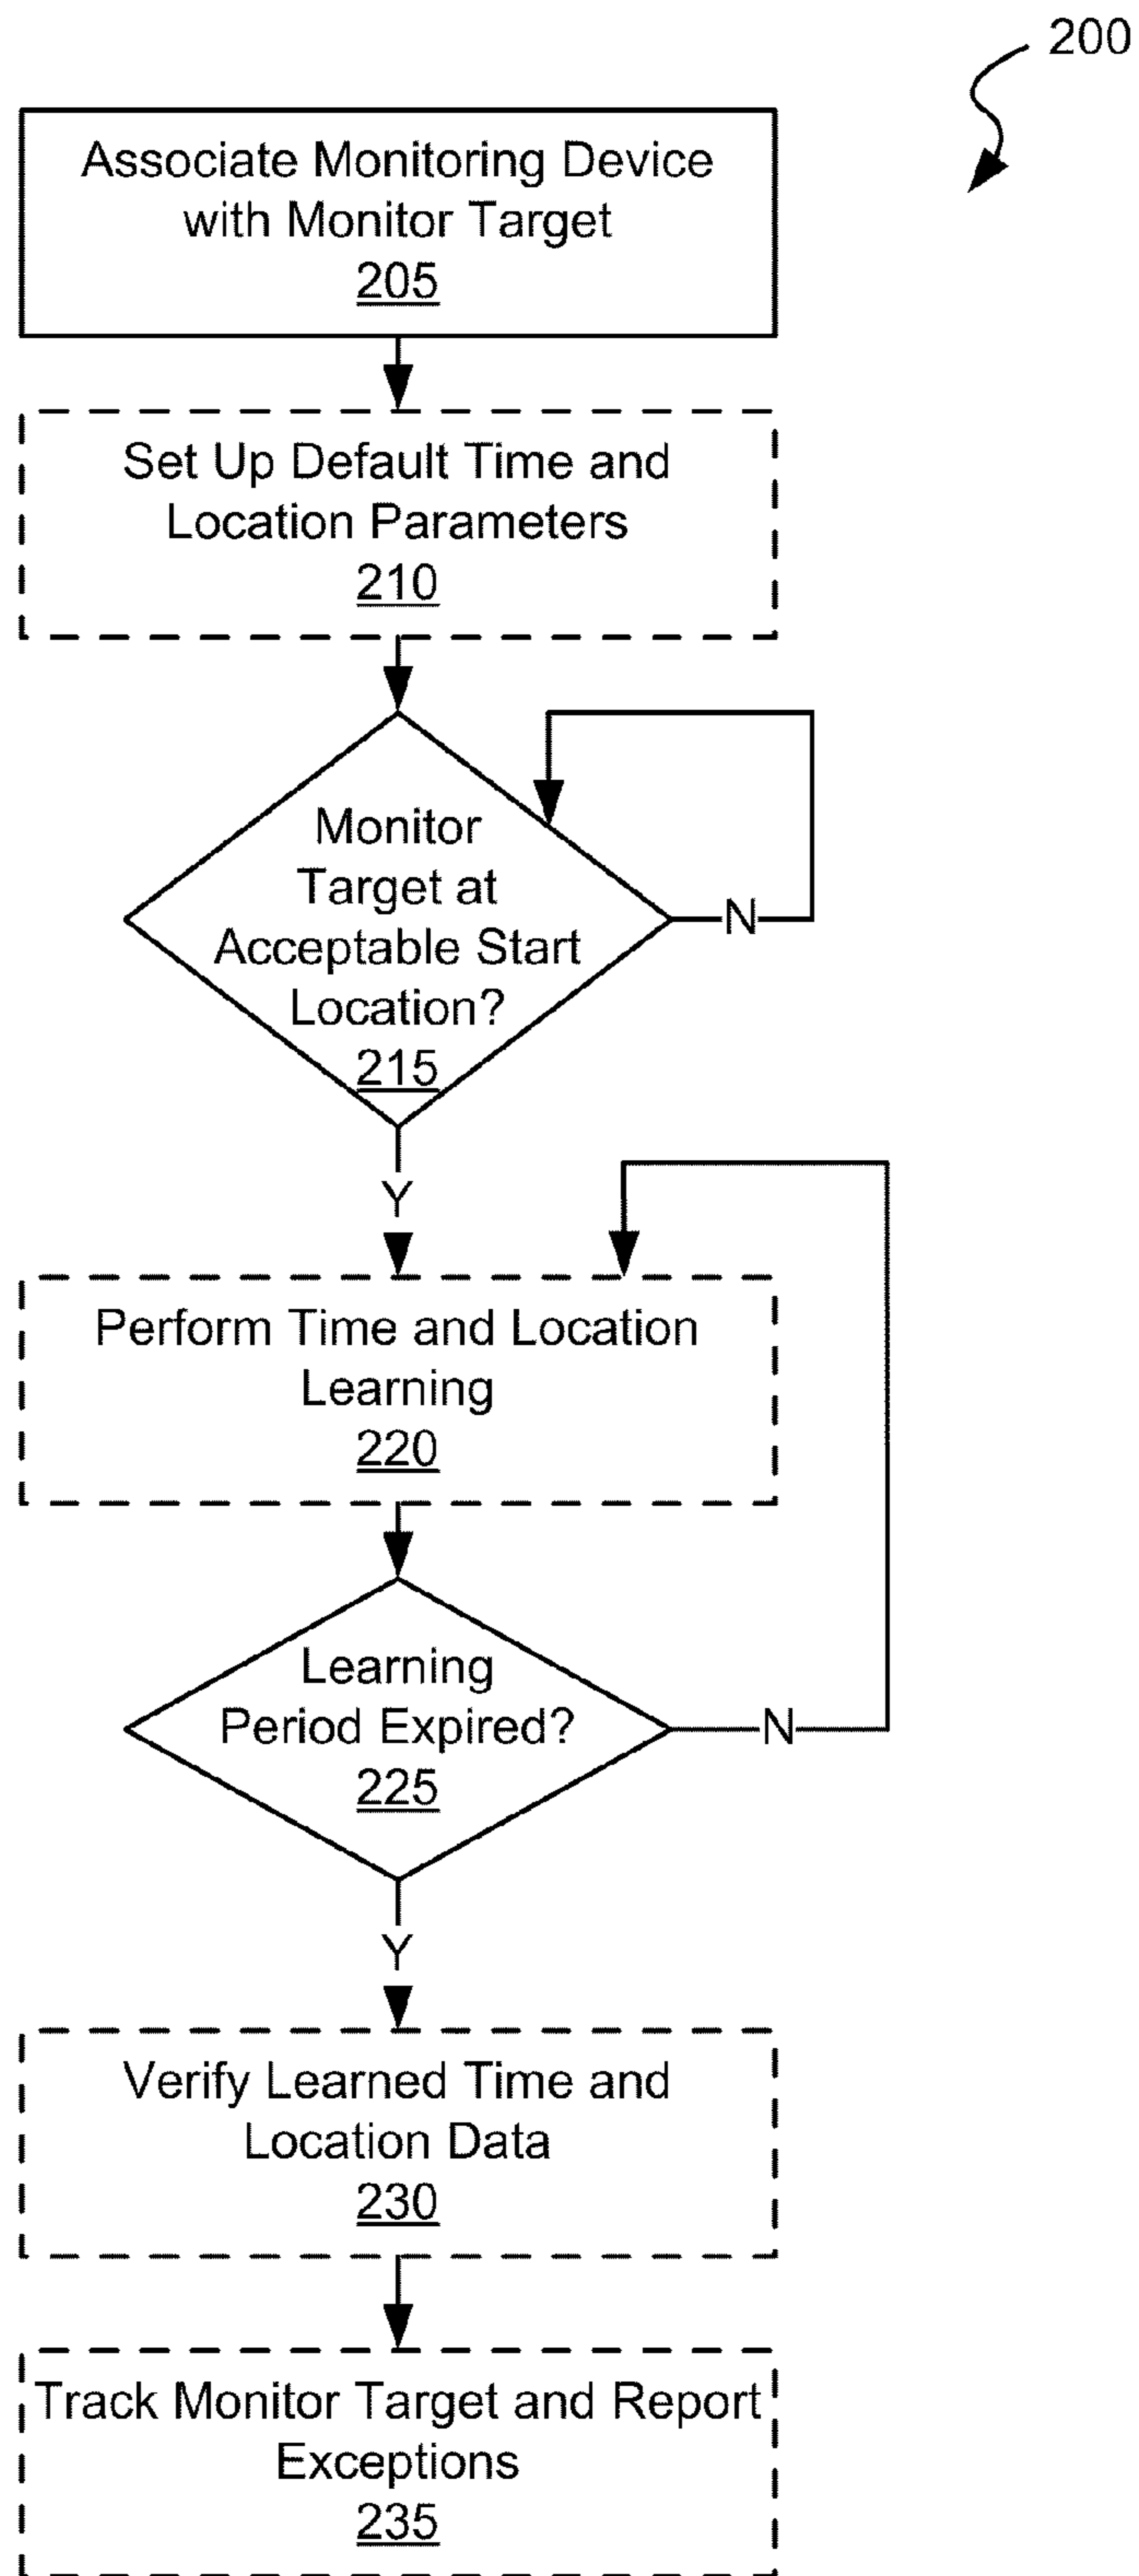 200
Associate Monitoring Device
with Monitor Target
205
Set Up Default Time and
Location Parameters
210
Monitor
Target at
Acceptable Start
Location?
215
N
Y
Perform Time and Location
Learning
220
Learning
Period Expired?
225
N
Y
Verify Learned Time and
Location Data
230
Track Monitor Target and Report
Exceptions
235